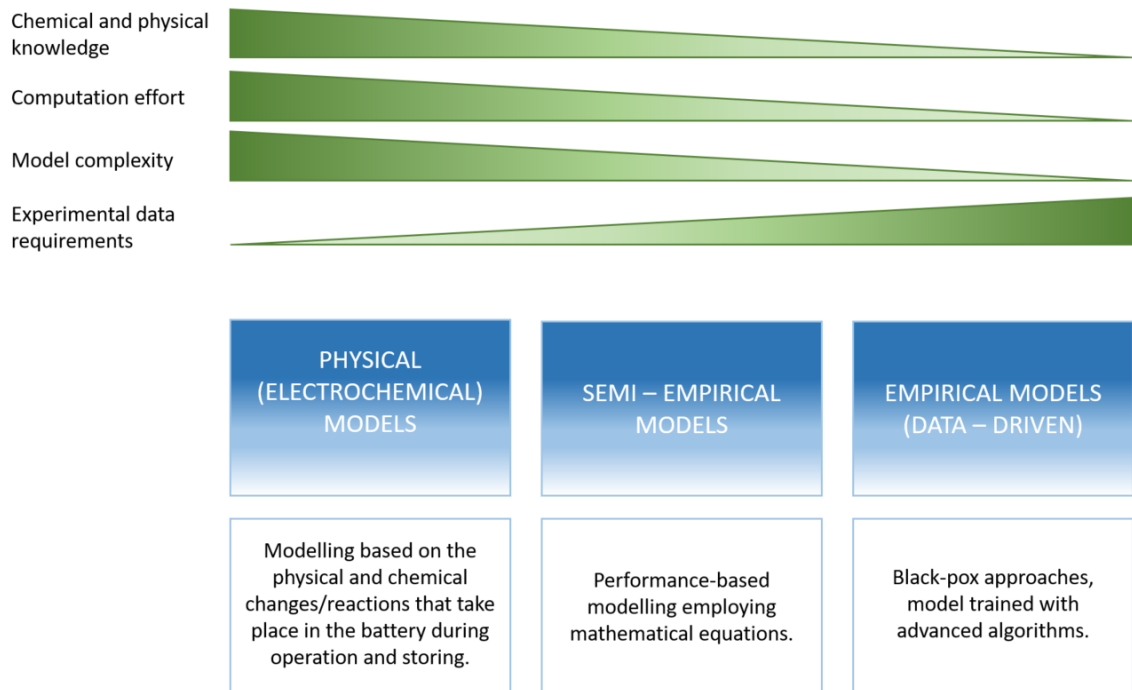 Chemical and physical
knowledge
Computation effort
Model complexity
Experimental data
requirements
PHYSICAL
(ELECTROCHEMICAL)
MODELS
SEMI – EMPIRICAL
MODELS
EMPIRICAL MODELS
(DATA – DRIVEN)
Modelling based on the
physical and chemical
changes/reactions that take
place in the battery during
operation and storing.
Performance-based
modelling employing
mathematical equations.
Black-pox approaches,
model trained with
advanced algorithms.